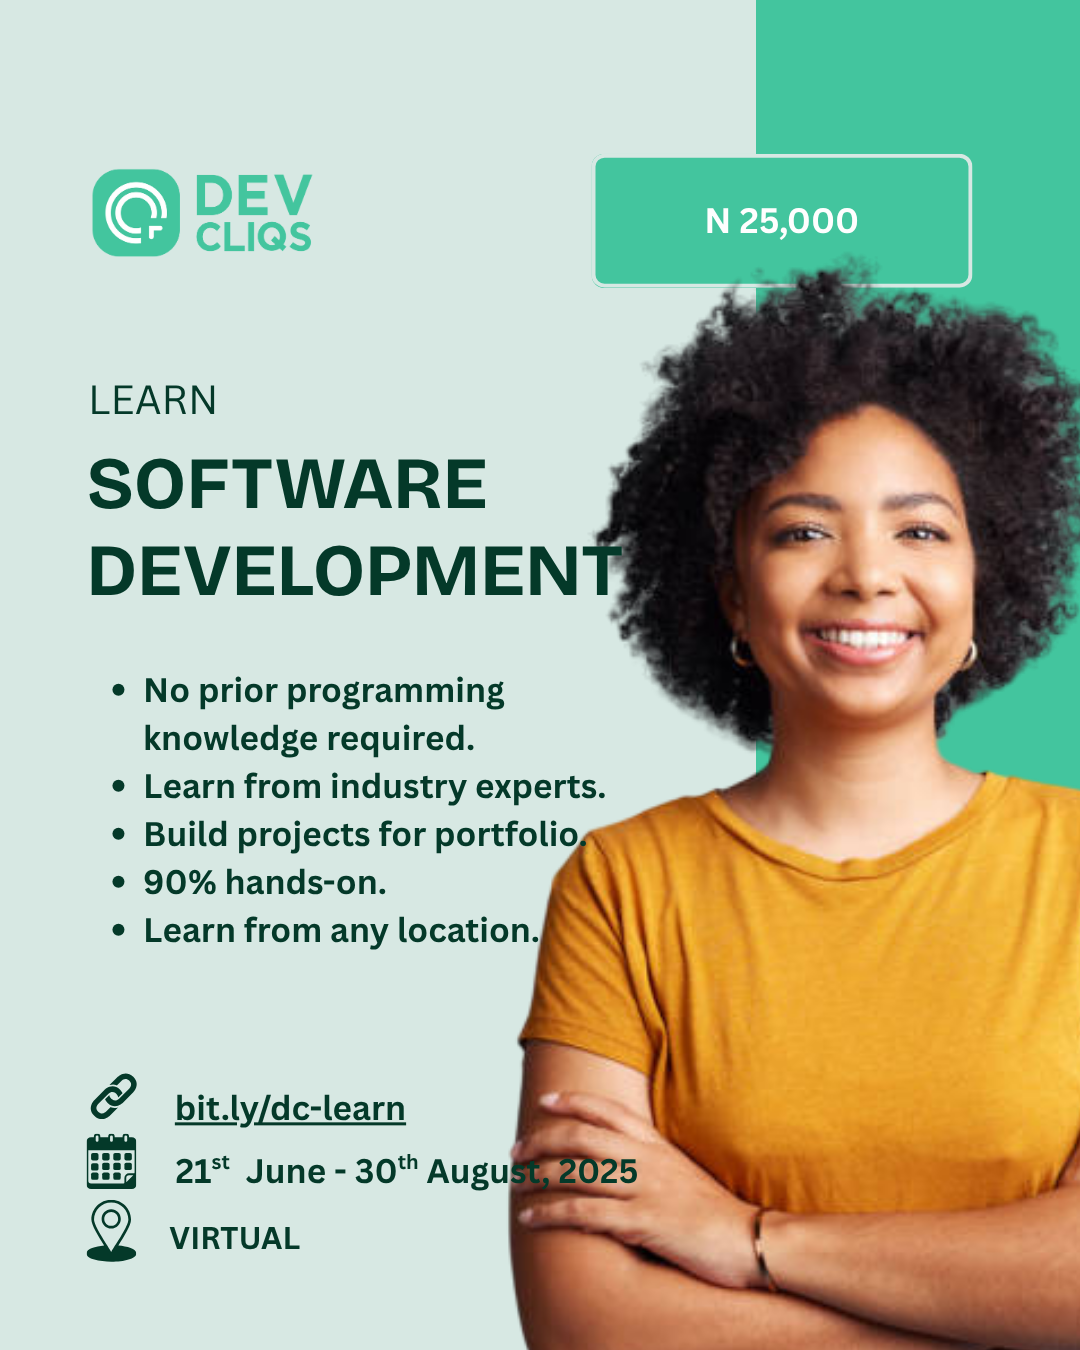 DEV
CLIQS
N 25,000
LEARN
SOFTWARE
DEVELOPMENT
• No prior programming
knowledge required.
• Learn from industry experts.
• Build projects for portfolio.
• 90% hands-on.
• Learn from any location.
bit.ly/dc-learn
21st June - 30th August, 2025
VIRTUAL